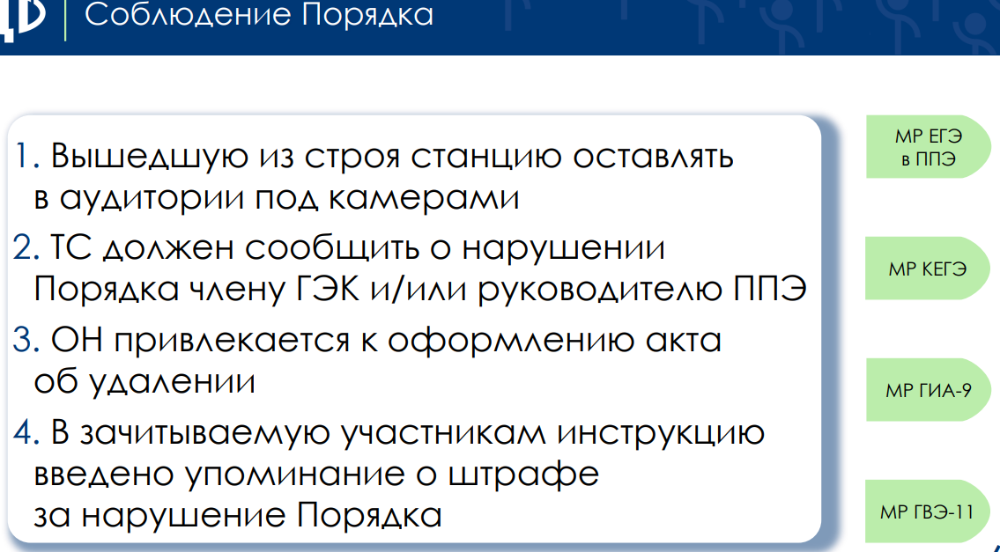 Соблюдение Порядка
1. Вышедшую из строя станцию оставлять
в аудитории под камерами
2. ТС должен сообщить о нарушении
Порядка члену ГЭК и/или руководителю ППЭ
3. ОН привлекается к оформлению акта
об удалении
4. В зачитываемую участникам инструкцию
введено упоминание о штрафе
за нарушение Порядка
МР ЕГЭ
в ППЭ
МР КЕГЭ
МР ГИА-9
МР ГВЭ-11